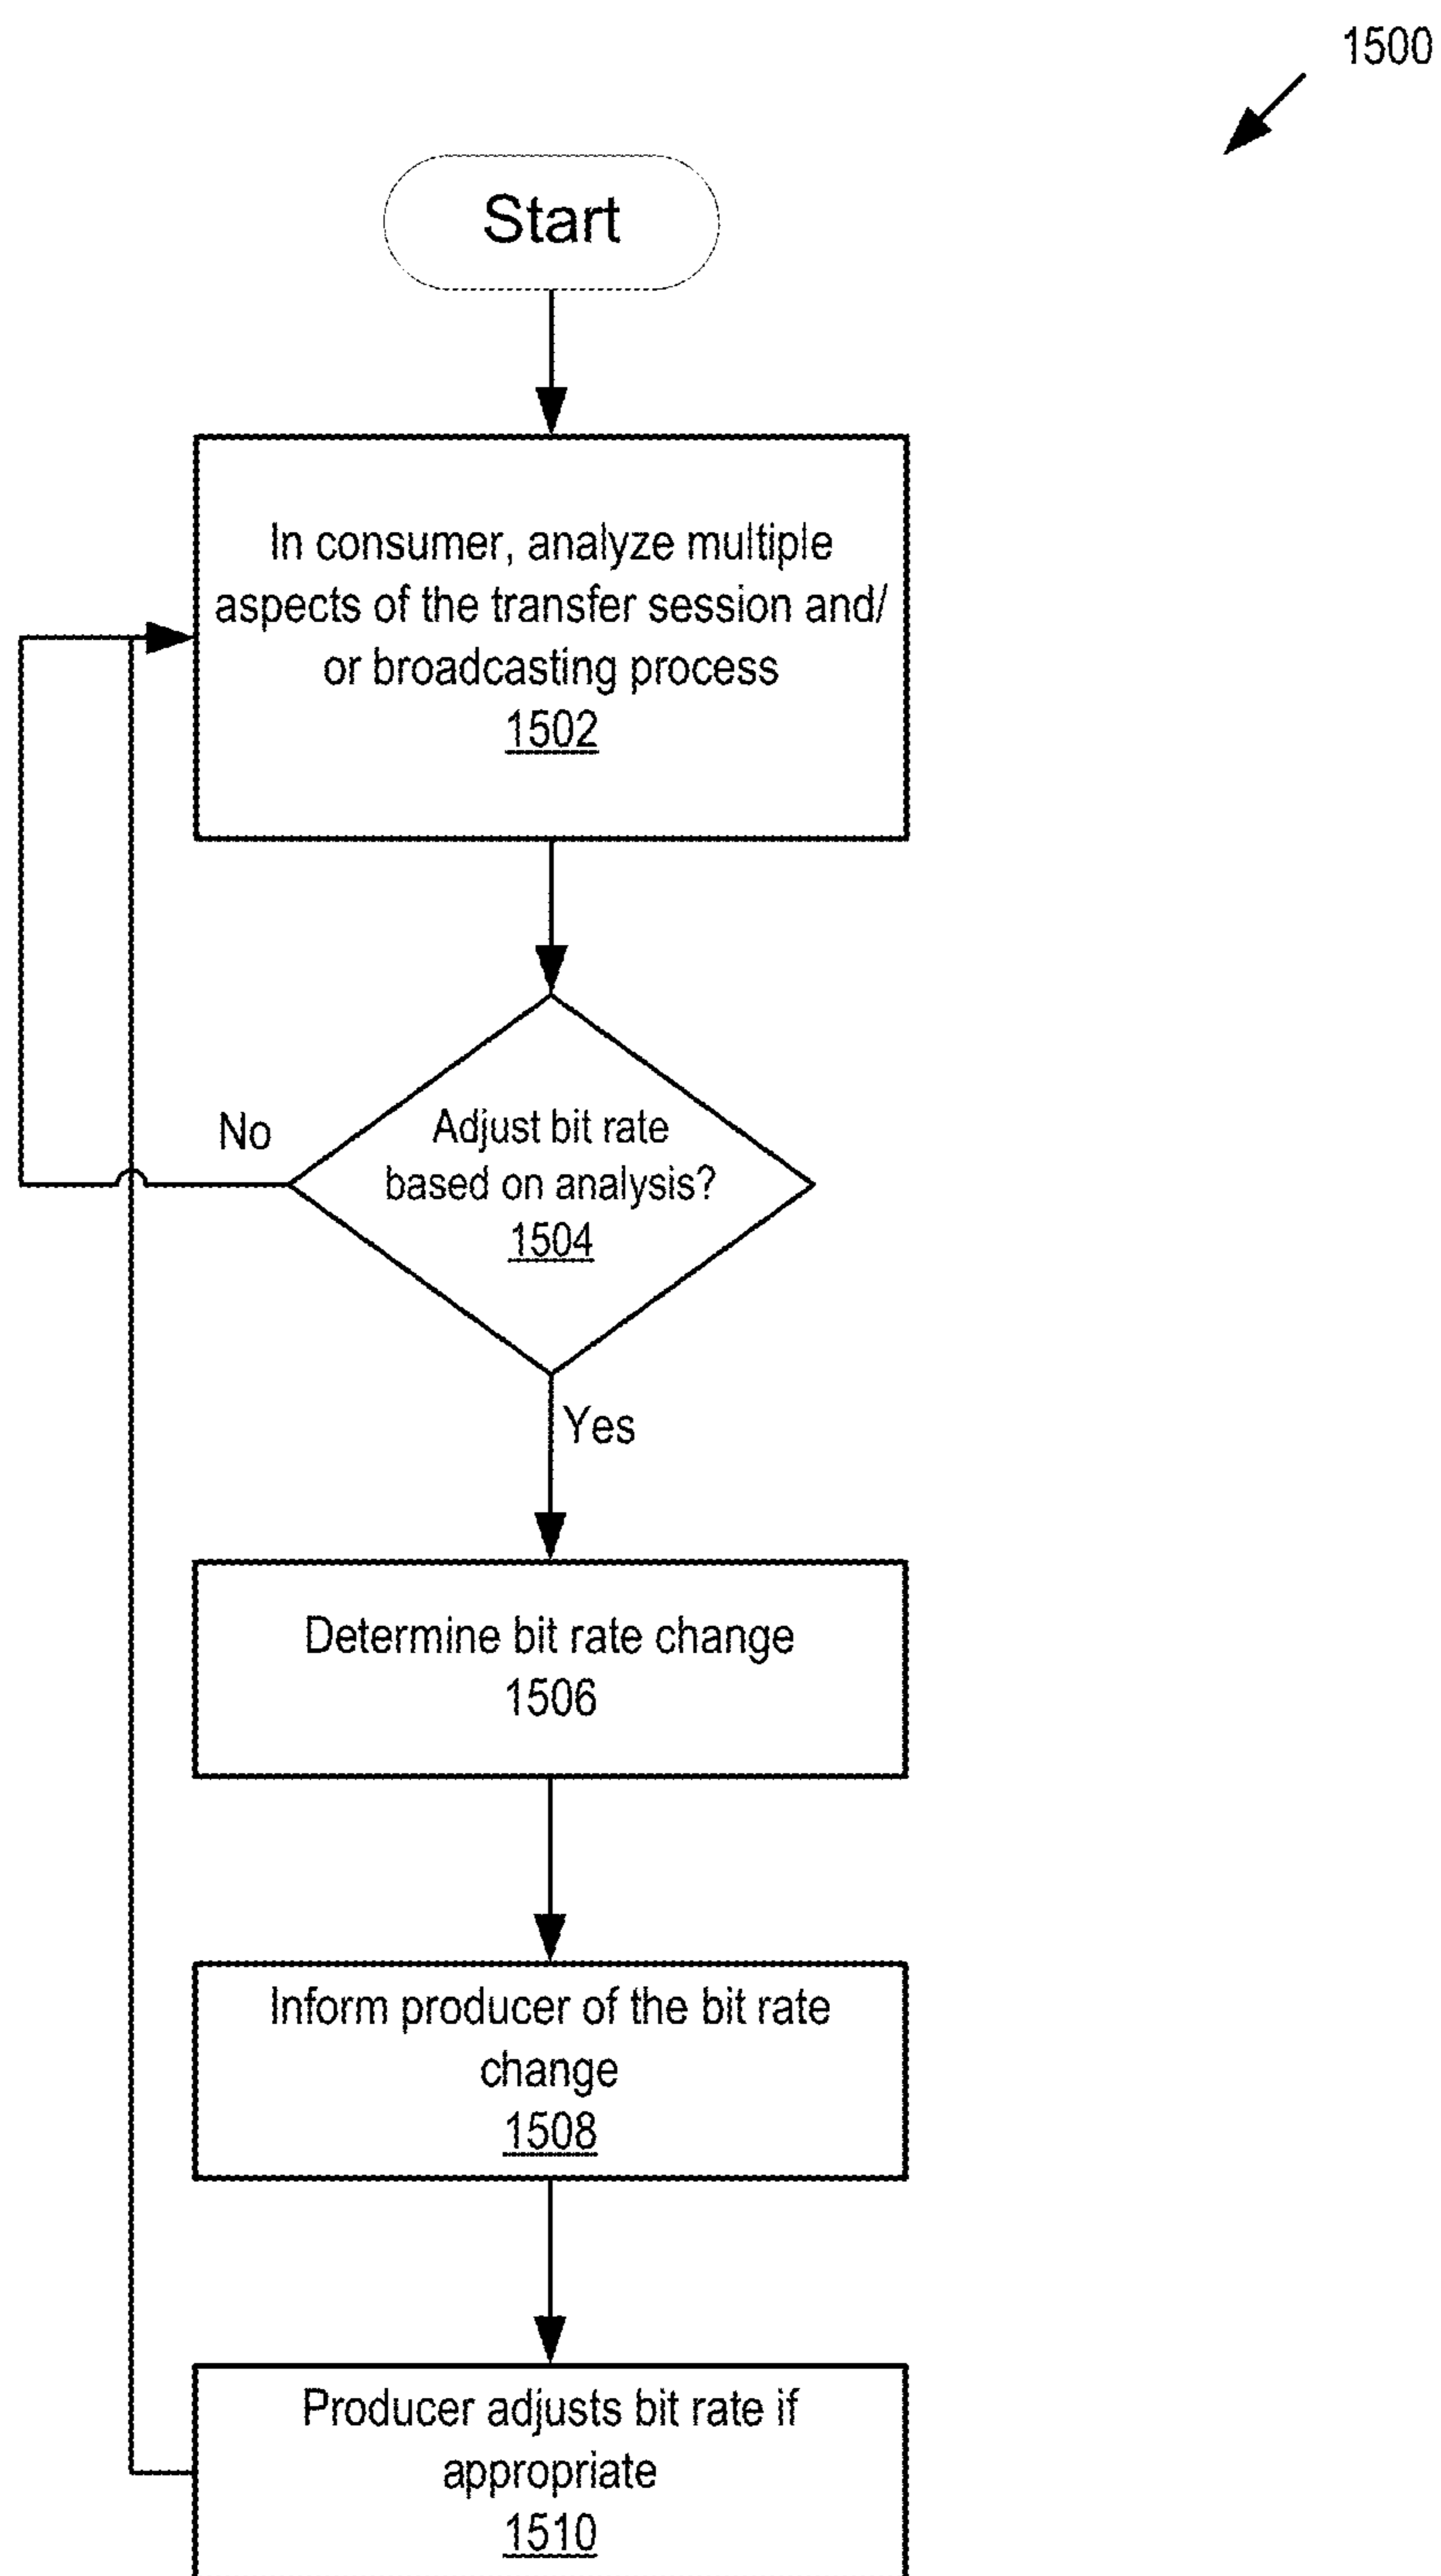 1500
Start
In consumer, analyze multiple
aspects of the transfer session and/
or broadcasting process
1502
Adjust bit rate
based on analysis?
1504
No
Yes
Determine bit rate change
1506
Inform producer of the bit rate
change
1508
Producer adjusts bit rate if
appropriate
1510